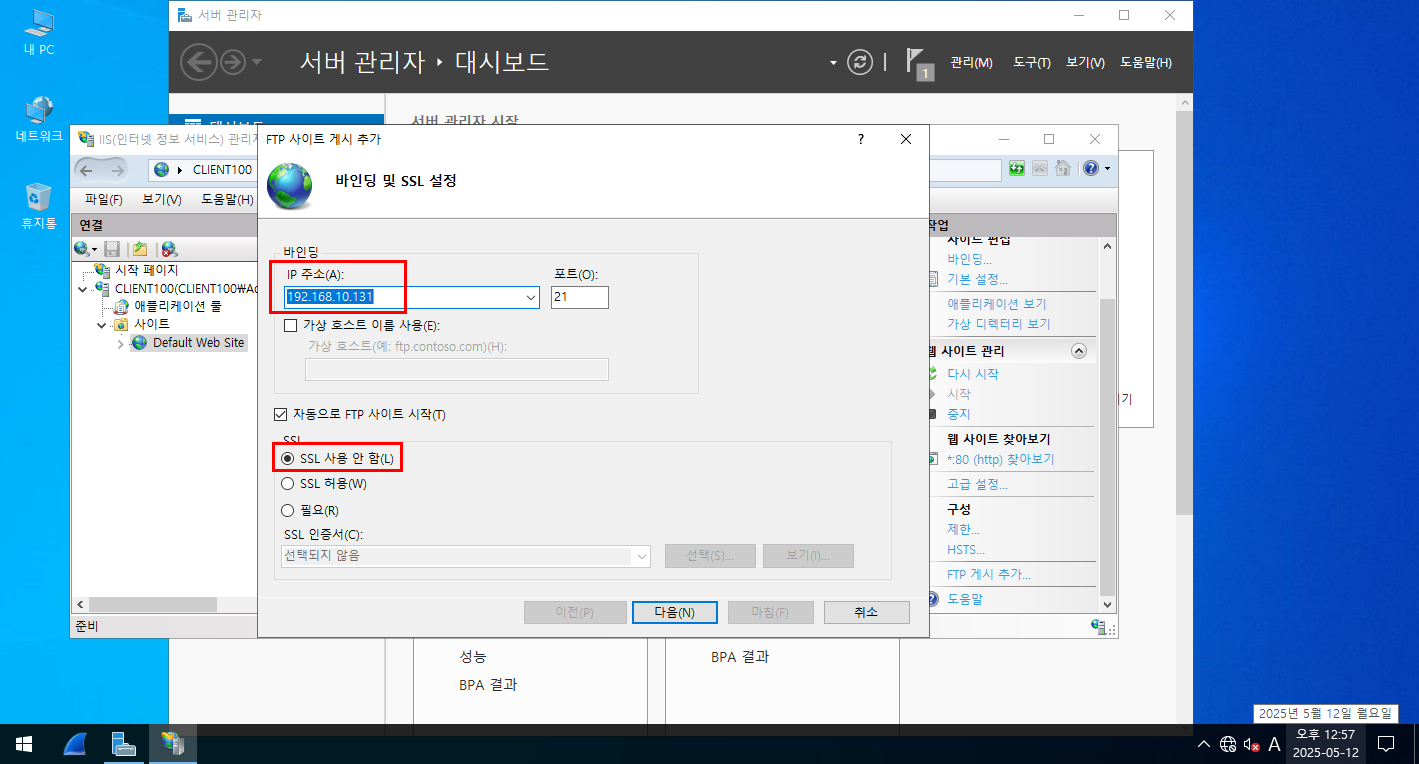 내 PC
네트워크
휴지통
서버 관리자
서버 관리자 ‣ 대시보드
1
관리(M) 도구(T) 보기(V) 도움말(H)
대시보드
서버 관리자 시작
IIS(인터넷 정보 서비스) 관리자
CLIENT100
파일(F) 보기(V) 도움말(H)
연결
시작 페이지
CLIENT100(CLIENT100₩Ad
애플리케이션 풀
사이트
Default Web Site
준비
FTP 사이트 게시 추가
?
바인딩 및 SSL 설정
바인딩
IP 주소(A):
포트(O):
192.168.10.131
21
가상 호스트 이름 사용(E):
가상 호스트(예: ftp.contoso.com)(H):
자동으로 FTP 사이트 시작(T)
SSL
SSL 사용 안 함(L)
SSL 허용(W)
필요(R)
SSL 인증서(C):
선택되지 않음
선택(S)...
보기(I)...
이전(P)
다음(N)
마침(F)
취소
작업
사이트 편집
바인딩...
기본 설정...
애플리케이션 보기
가상 디렉터리 보기
웹 사이트 관리
다시 시작
시작
중지
웹 사이트 찾아보기
*:80 (http) 찾아보기
고급 설정...
구성
제한...
HSTS...
FTP 게시 추가...
도움말
기기
성능
BPA 결과
BPA 결과
2025년 5월 12일 월요일
A
오후 12:57
2025-05-12